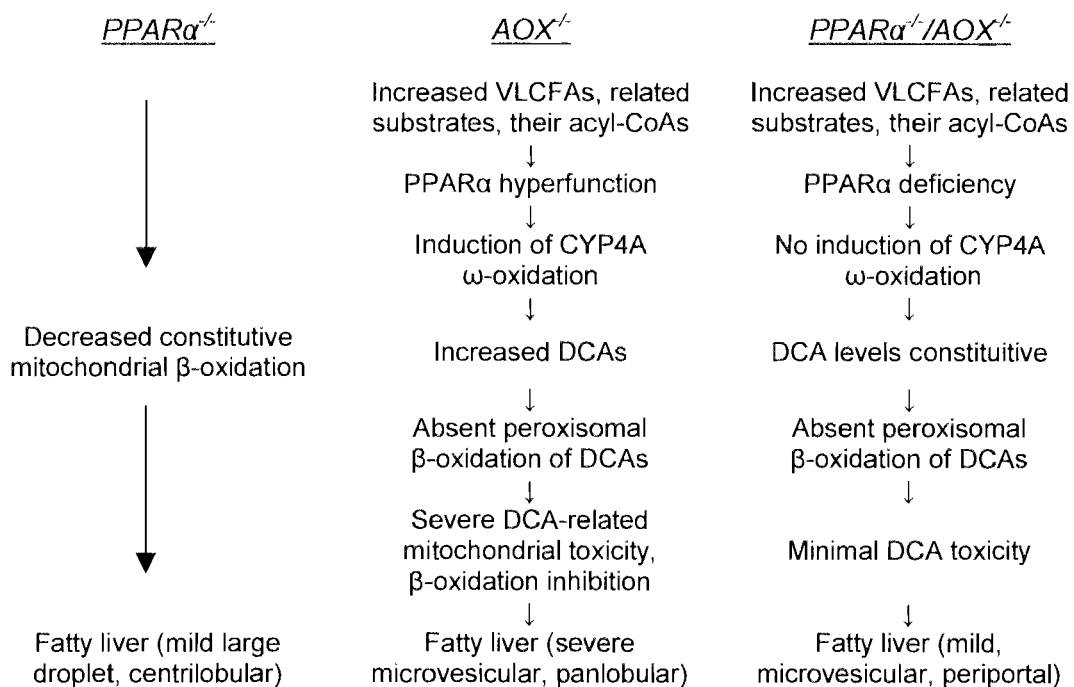 PPARα-/-
Decreased constitutive
mitochondrial β-oxidation
Fatty liver (mild large
droplet, centrilobular)
AOX-/-
Increased VLCFAs, related
substrates, their acyl-CoAs
↓
PPARα hyperfunction
↓
Induction of CYP4A
ω-oxidation
↓
Increased DCAs
↓
Absent peroxisomal
β-oxidation of DCAs
↓
Severe DCA-related
mitochondrial toxicity,
β-oxidation inhibition
↓
Fatty liver (severe
microvesicular, panlobular)
PPARα-/-/AOX-/-
Increased VLCFAs, related
substrates, their acyl-CoAs
↓
PPARα deficiency
↓
No induction of CYP4A
ω-oxidation
↓
DCA levels constituitive
↓
Absent peroxisomal
β-oxidation of DCAs
↓
Minimal DCA toxicity
↓
Fatty liver (mild,
microvesicular, periportal)